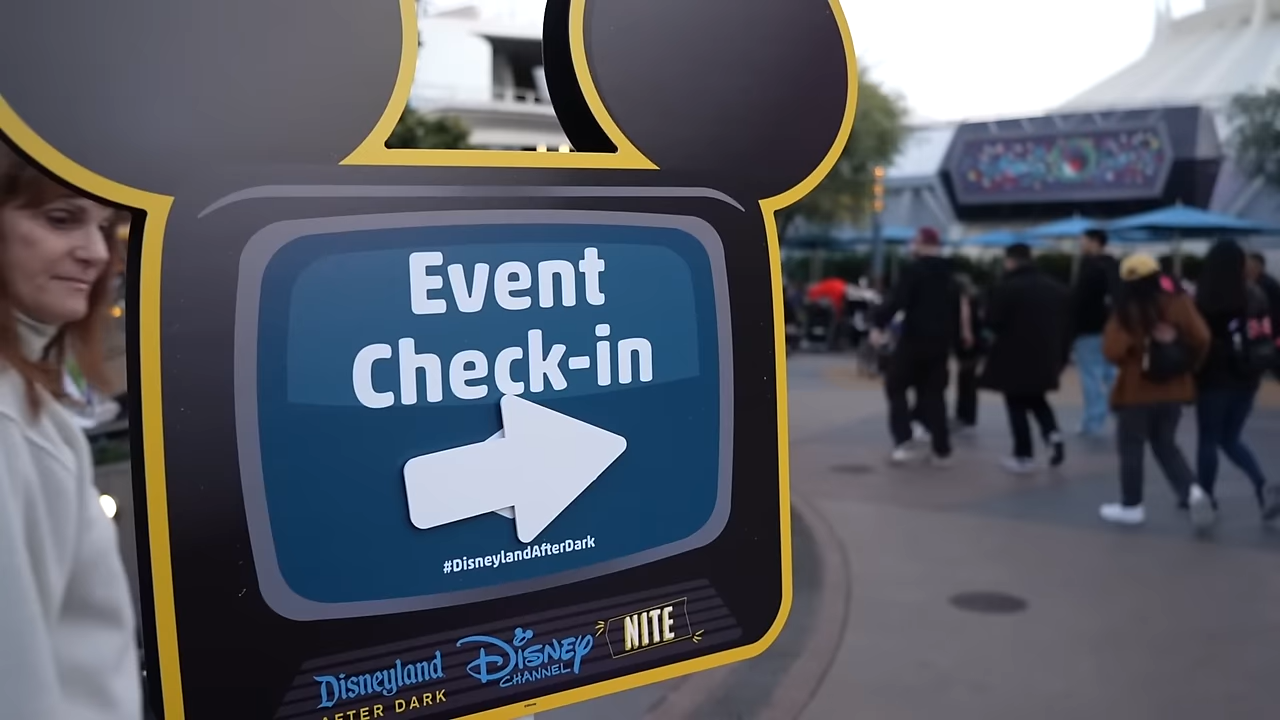 Event
Check-in
#DisneylandAfterDark
Disneyland
AFTER DARK
Disney
CHANNEL
NITE